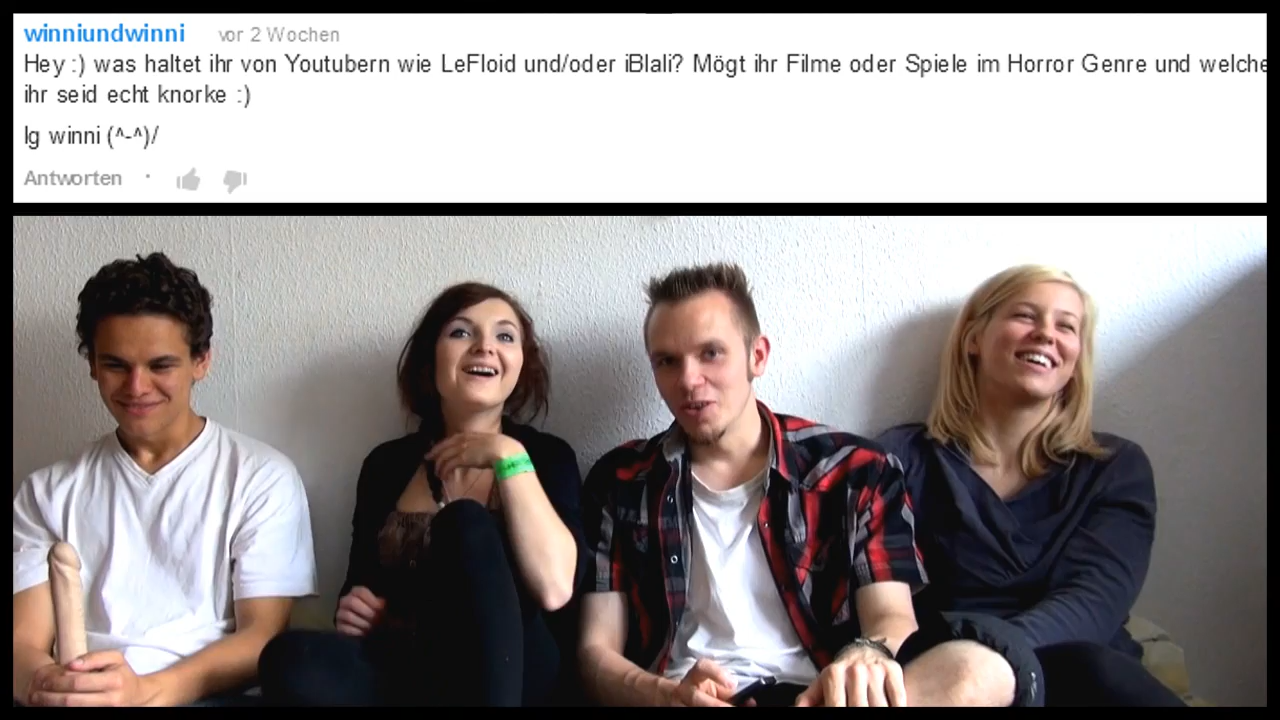 winniundwinni vor 2 Wochen
Hey :) was haltet ihr von Youtubern wie LeFloid und/oder iBlali? Mögt ihr Filme oder Spiele im Horror Genre und welche
ihr seid echt knorke :)
lg winni (^-^)/
Antworten ·